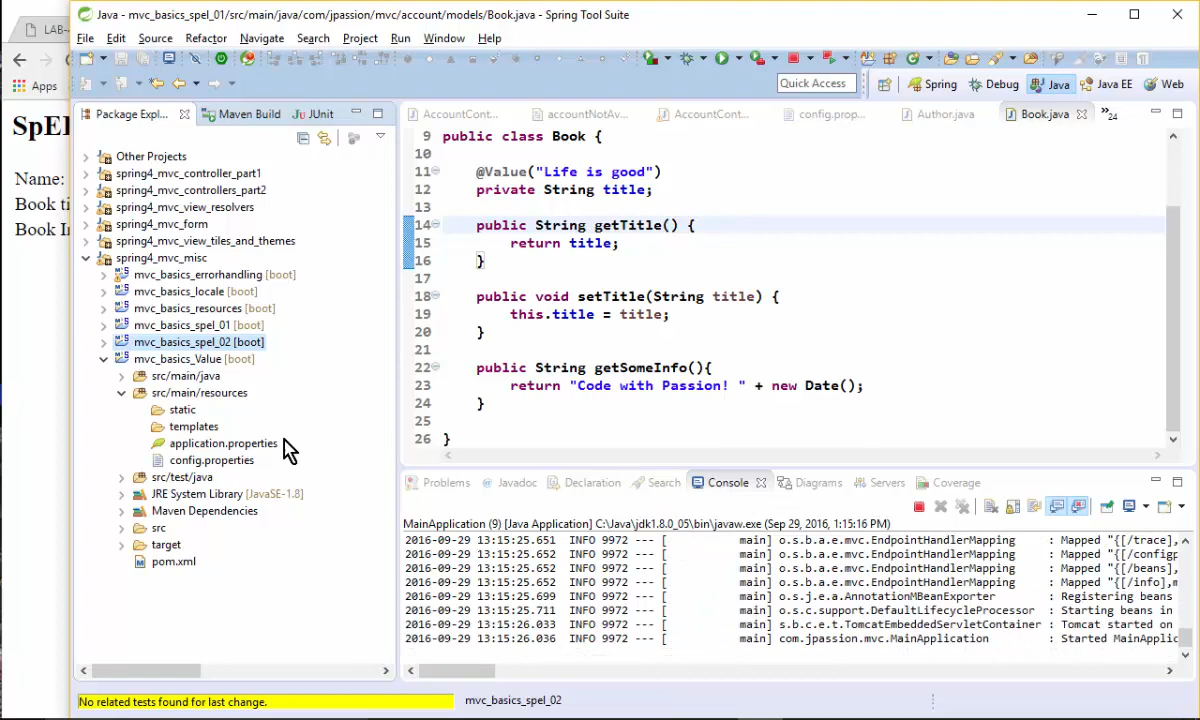 LAB-
Java - mvc_basics_spel_01/src/main/java/com/jpassion/mvc/account/models/Book.java - Spring Tool Suite
File Edit Source Refactor Navigate Search Project Run Window Help
Apps
Quick Access Spring Debug Java Java EE Web
Package Expl... Maven Build JUnit
AccountCont... accountNotAv... AccountCont... config.prop... Author.java Book.java 24
SpEl
Name:
Book ti
Book In
Other Projects
spring4_mvc_controller_part1
spring4_mvc_controllers_part2
spring4_mvc_view_resolvers
spring4_mvc_form
spring4_mvc_view_tiles_and_themes
spring4_mvc_misc
mvc_basics_errorhandling [boot]
mvc_basics_locale [boot]
mvc_basics_resources [boot]
mvc_basics_spel_01 [boot]
mvc_basics_spel_02 [boot]
mvc_basics_Value [boot]
src/main/java
src/main/resources
static
templates
application.properties
config.properties
src/test/java
JRE System Library [JavaSE-1.8]
Maven Dependencies
src
target
pom.xml
9 public class Book {
10
11 @Value("Life is good")
12 private String title;
13
14 public String getTitle() {
15 return title;
16 }
17
18 public void setTitle(String title) {
19 this.title = title;
20 }
21
22 public String getSomeInfo(){
23 return "Code with Passion! " + new Date();
24 }
25
26 }
Problems Javadoc Declaration Search Console Diagrams Servers Coverage
MainApplication (9) [Java Application] C:\Java\jdk1.8.0_05\bin\javaw.exe (Sep 29, 2016, 1:15:16 PM)
2016-09-29 13:15:25.651 INFO 9972 --- [ main] o.s.b.a.e.mvc.EndpointHandlerMapping : Mapped "{[/trace],
2016-09-29 13:15:25.652 INFO 9972 --- [ main] o.s.b.a.e.mvc.EndpointHandlerMapping : Mapped "{[/configp
2016-09-29 13:15:25.652 INFO 9972 --- [ main] o.s.b.a.e.mvc.EndpointHandlerMapping : Mapped "{[/beans],
2016-09-29 13:15:25.652 INFO 9972 --- [ main] o.s.b.a.e.mvc.EndpointHandlerMapping : Mapped "{[/info],m
2016-09-29 13:15:25.699 INFO 9972 --- [ main] o.s.j.e.a.AnnotationMBeanExporter : Registering beans
2016-09-29 13:15:25.711 INFO 9972 --- [ main] o.s.c.support.DefaultLifecycleProcessor : Starting beans in
2016-09-29 13:15:26.033 INFO 9972 --- [ main] s.b.c.e.t.TomcatEmbeddedServletContainer : Tomcat started on
2016-09-29 13:15:26.036 INFO 9972 --- [ main] com.jpassion.mvc.MainApplication : Started MainApplic
No related tests found for last change.
mvc_basics_spel_02